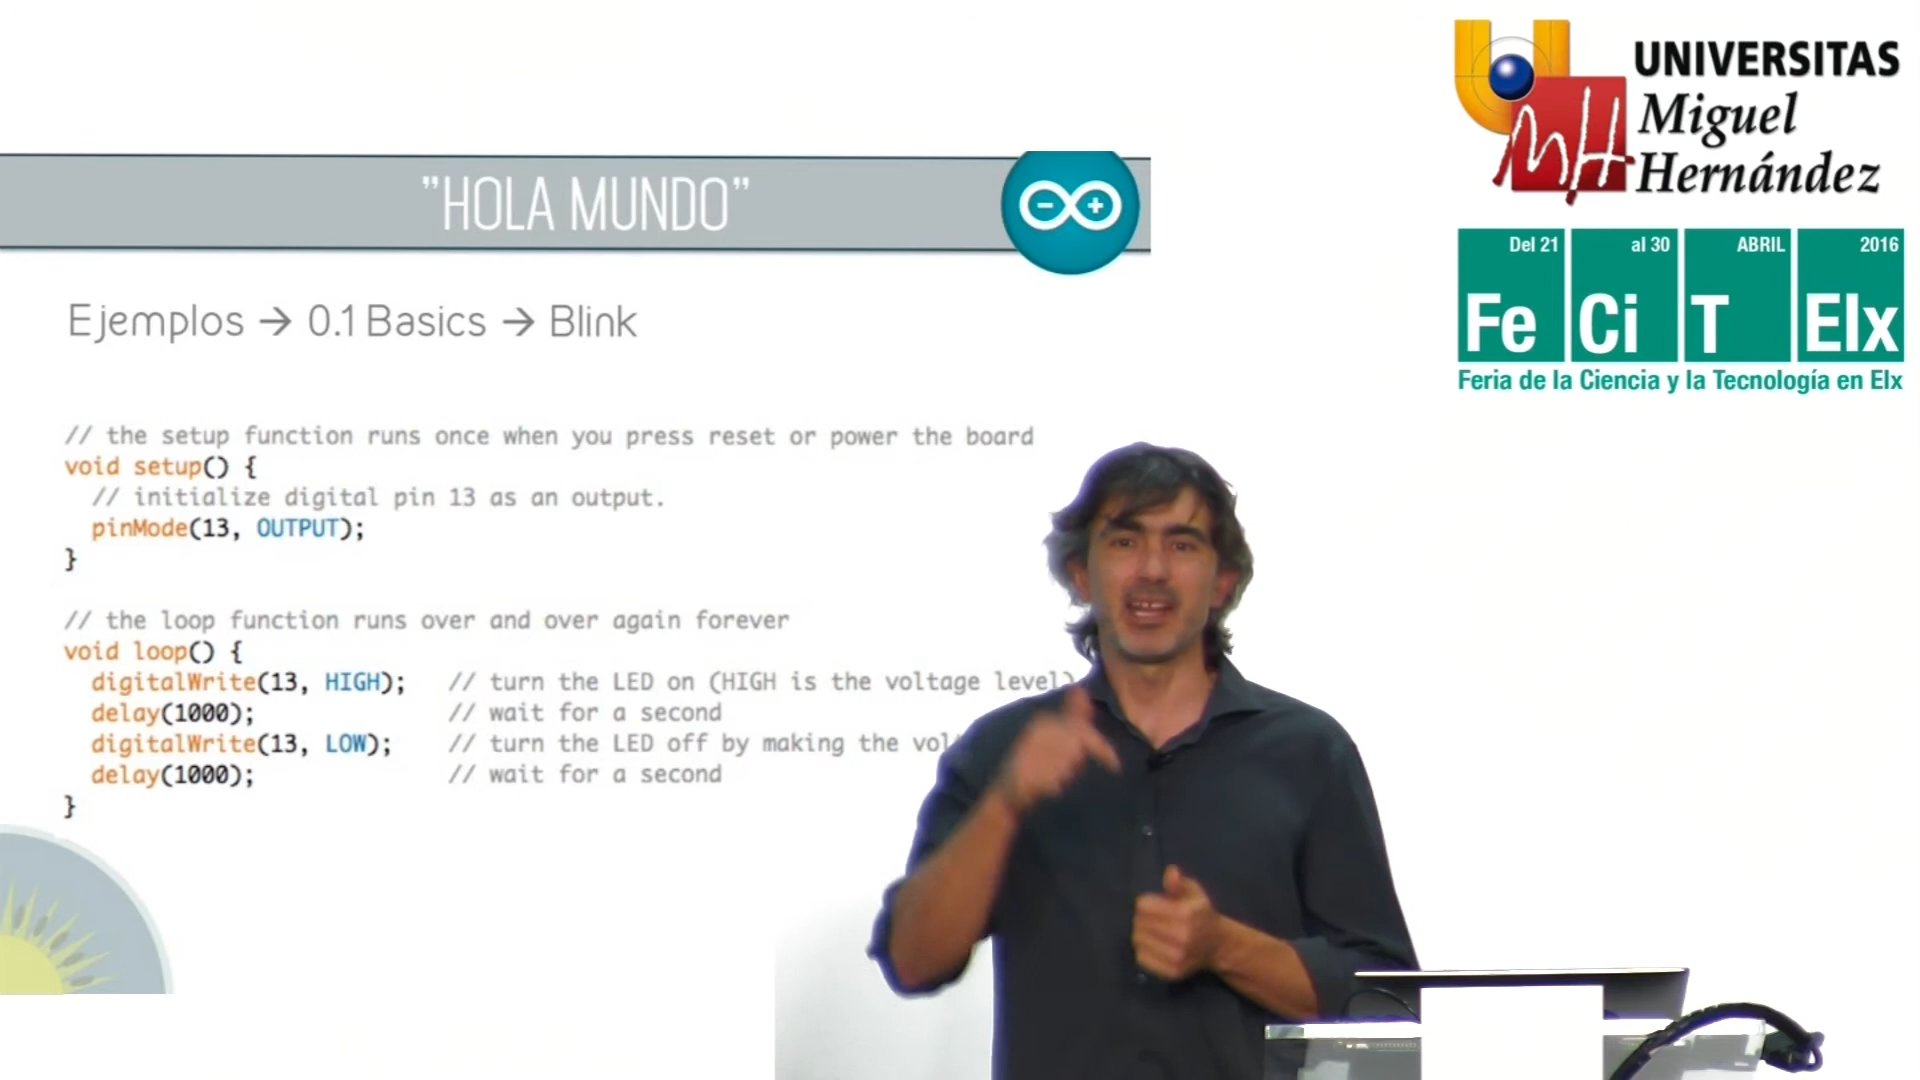 "HOLA MUNDO"
Ejemplos → 0.1 Basics → Blink
// the setup function runs once when you press reset or power the board
void setup() {
// initialize digital pin 13 as an output.
pinMode(13, OUTPUT);
}
// the loop function runs over and over again forever
void loop() {
digitalWrite(13, HIGH); // turn the LED on (HIGH is the voltage level)
delay(1000); // wait for a second
digitalWrite(13, LOW); // turn the LED off by making the
delay(1000); // wait for a second
}
UNIVERSITAS
Miguel
Hernández
Del 21 al 30 ABRIL 2016
Fe Ci T Elx
Feria de la Ciencia y la Tecnología en Elx